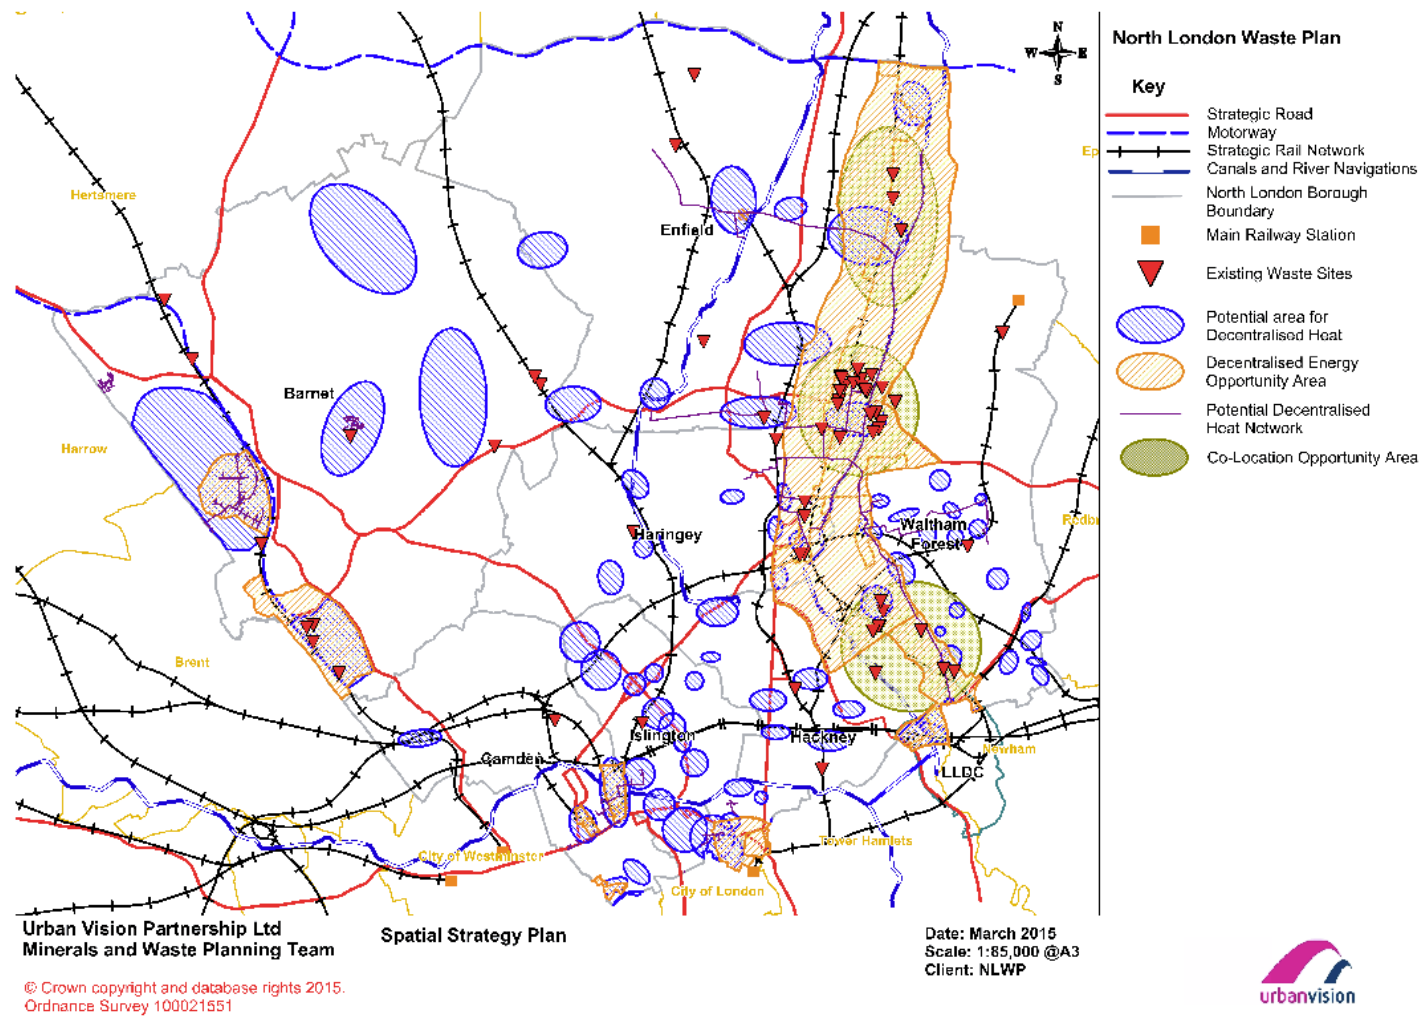 North London Waste Plan
N
W E
S
Key
Strategic Road
Motorway
Strategic Rail Network
Canals and River Navigations
North London Borough
Boundary
Main Railway Station
Existing Waste Sites
Potential area for
Decentralised Heat
Decentralised Energy
Opportunity Area
Potential Decentralised
Heat Network
Co-Location Opportunity Area
Ep
Hertsmere
Enfield
Barnet
Harrow
Haringey
Waltham
Forest
Redbr
Brent
Camden
Islington
Hackney
Newham
LLDC
City of Westminster
Tower Hamlets
City of London
Urban Vision Partnership Ltd
Minerals and Waste Planning Team
Spatial Strategy Plan
Date: March 2015
Scale: 1:85,000 @A3
Client: NLWP
© Crown copyright and database rights 2015.
Ordnance Survey 100021551
urbanvision